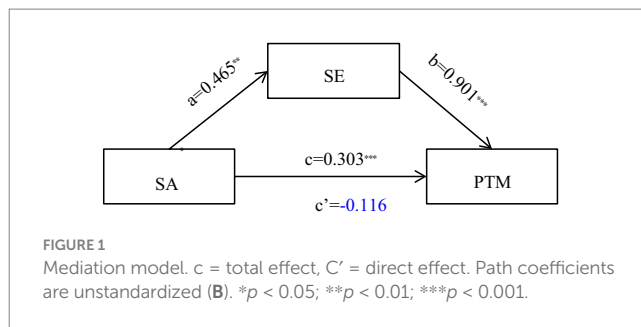 a=0.465**
SE
b=0.901***
SA
c=0.303***
PTM
c’=-0.116
FIGURE 1
Mediation model. c = total effect, C′ = direct effect. Path coefficients
are unstandardized (B). *p < 0.05; **p < 0.01; ***p < 0.001.